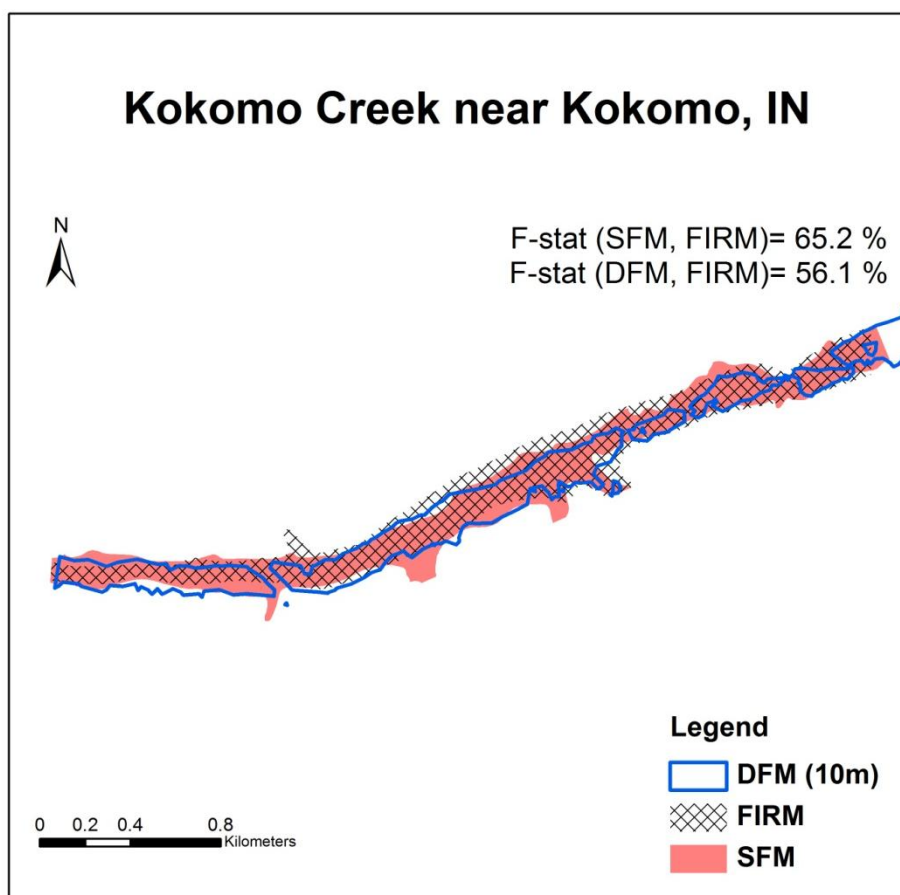 Kokomo Creek near Kokomo, IN
N
F-stat (SFM, FIRM)= 65.2 %
F-stat (DFM, FIRM)= 56.1 %
Legend
DFM (10m)
FIRM
SFM
0 0.2 0.4 0.8
Kilometers